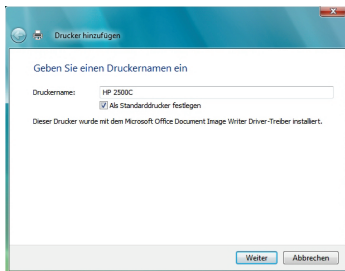 Drucker hinzufügen
Geben Sie einen Druckernamen ein
Druckername: HP 2500C
Als Standarddrucker festlegen
Dieser Drucker wurde mit dem Microsoft Office Document Image Writer Driver-Treiber installiert.
Weiter Abbrechen